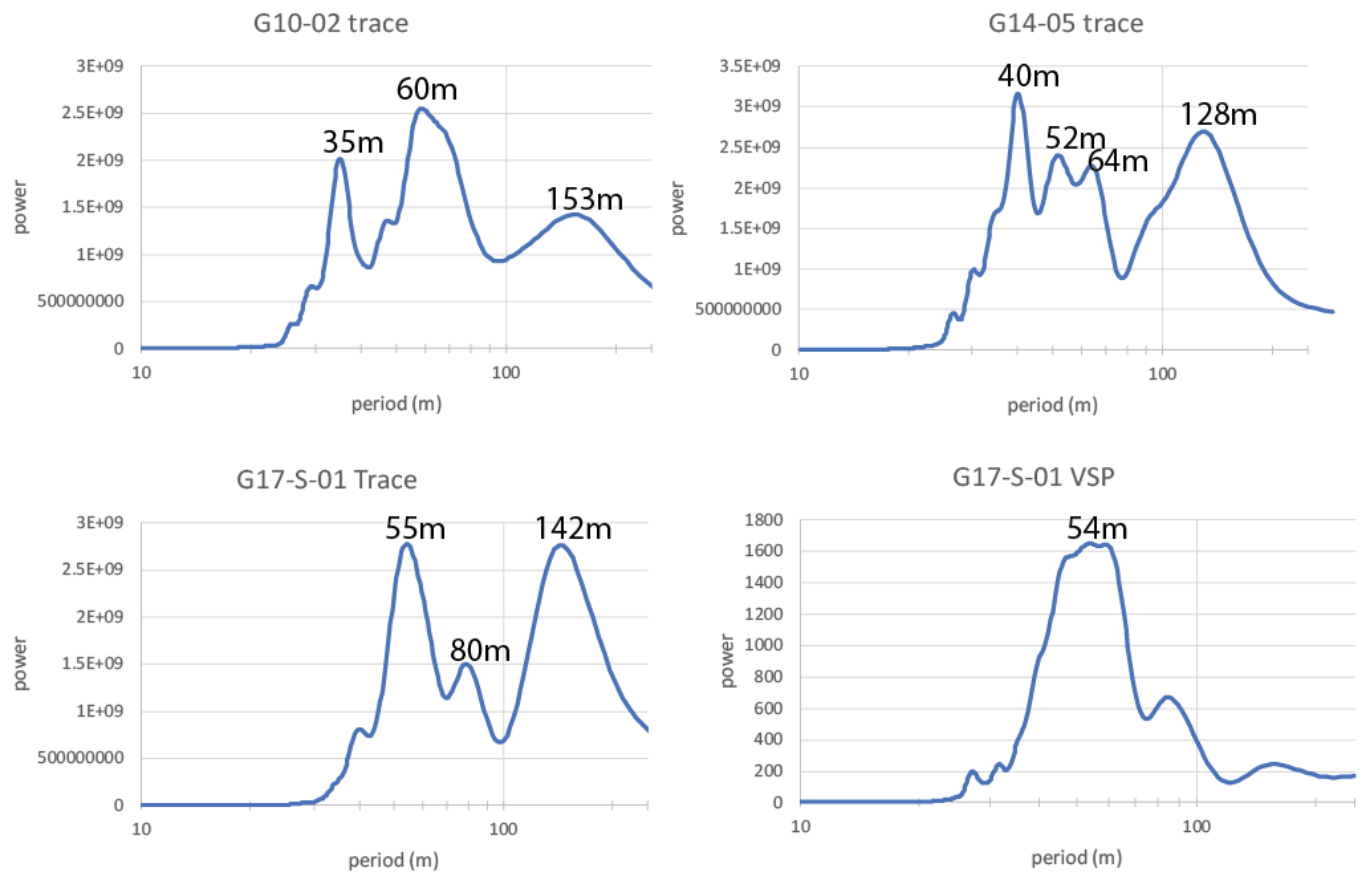 G10-02 trace
3E+09
2.5E+09
2E+09
1.5E+09
1E+09
500000000
0
power
35m
60m
153m
10
100
period (m)
G14-05 trace
3.5E+09
3E+09
2.5E+09
2E+09
1.5E+09
1E+09
500000000
0
power
40m
52m
64m
128m
10
100
period (m)
G17-S-01 Trace
3E+09
2.5E+09
2E+09
1.5E+09
1E+09
500000000
0
power
55m
80m
142m
10
100
period (m)
G17-S-01 VSP
1800
1600
1400
1200
1000
800
600
400
200
0
power
54m
10
100
period (m)